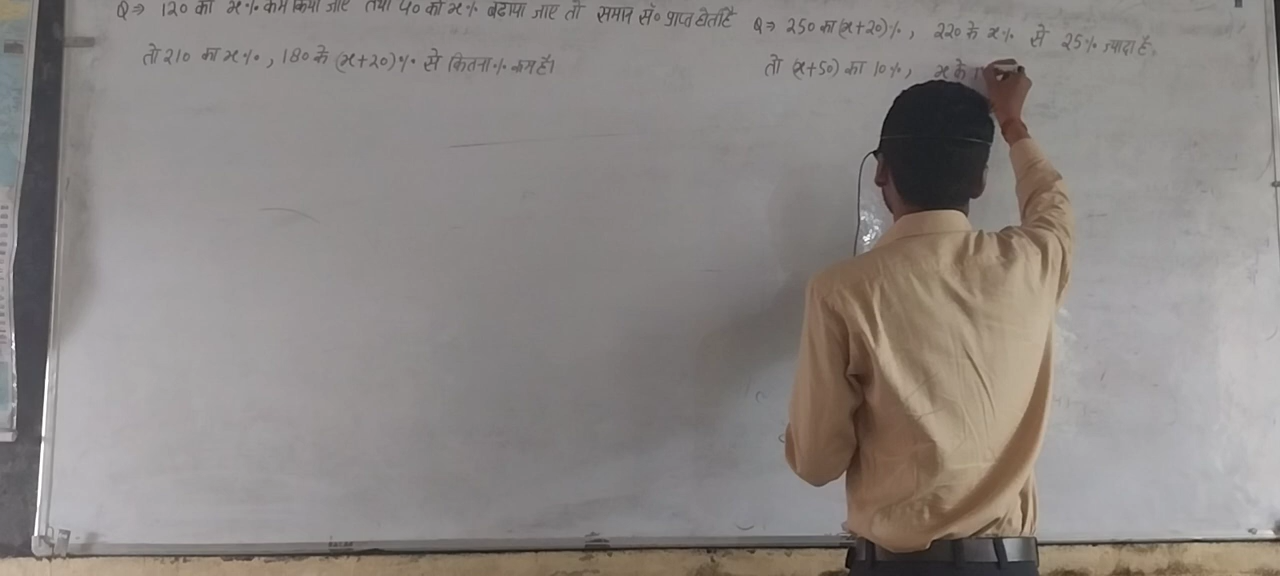 Q⇒ 120 को x% कम किया जाए तथा 40 को x% बढ़ाया जाए तो समान सं० प्राप्त होती है
तो 210 का x%, 180 के (x+20)% से कितना% कम है।
Q⇒ 250 का (x+20)%, 220 के x% से 25% ज्यादा है,
तो (x+50) का 10%, x के